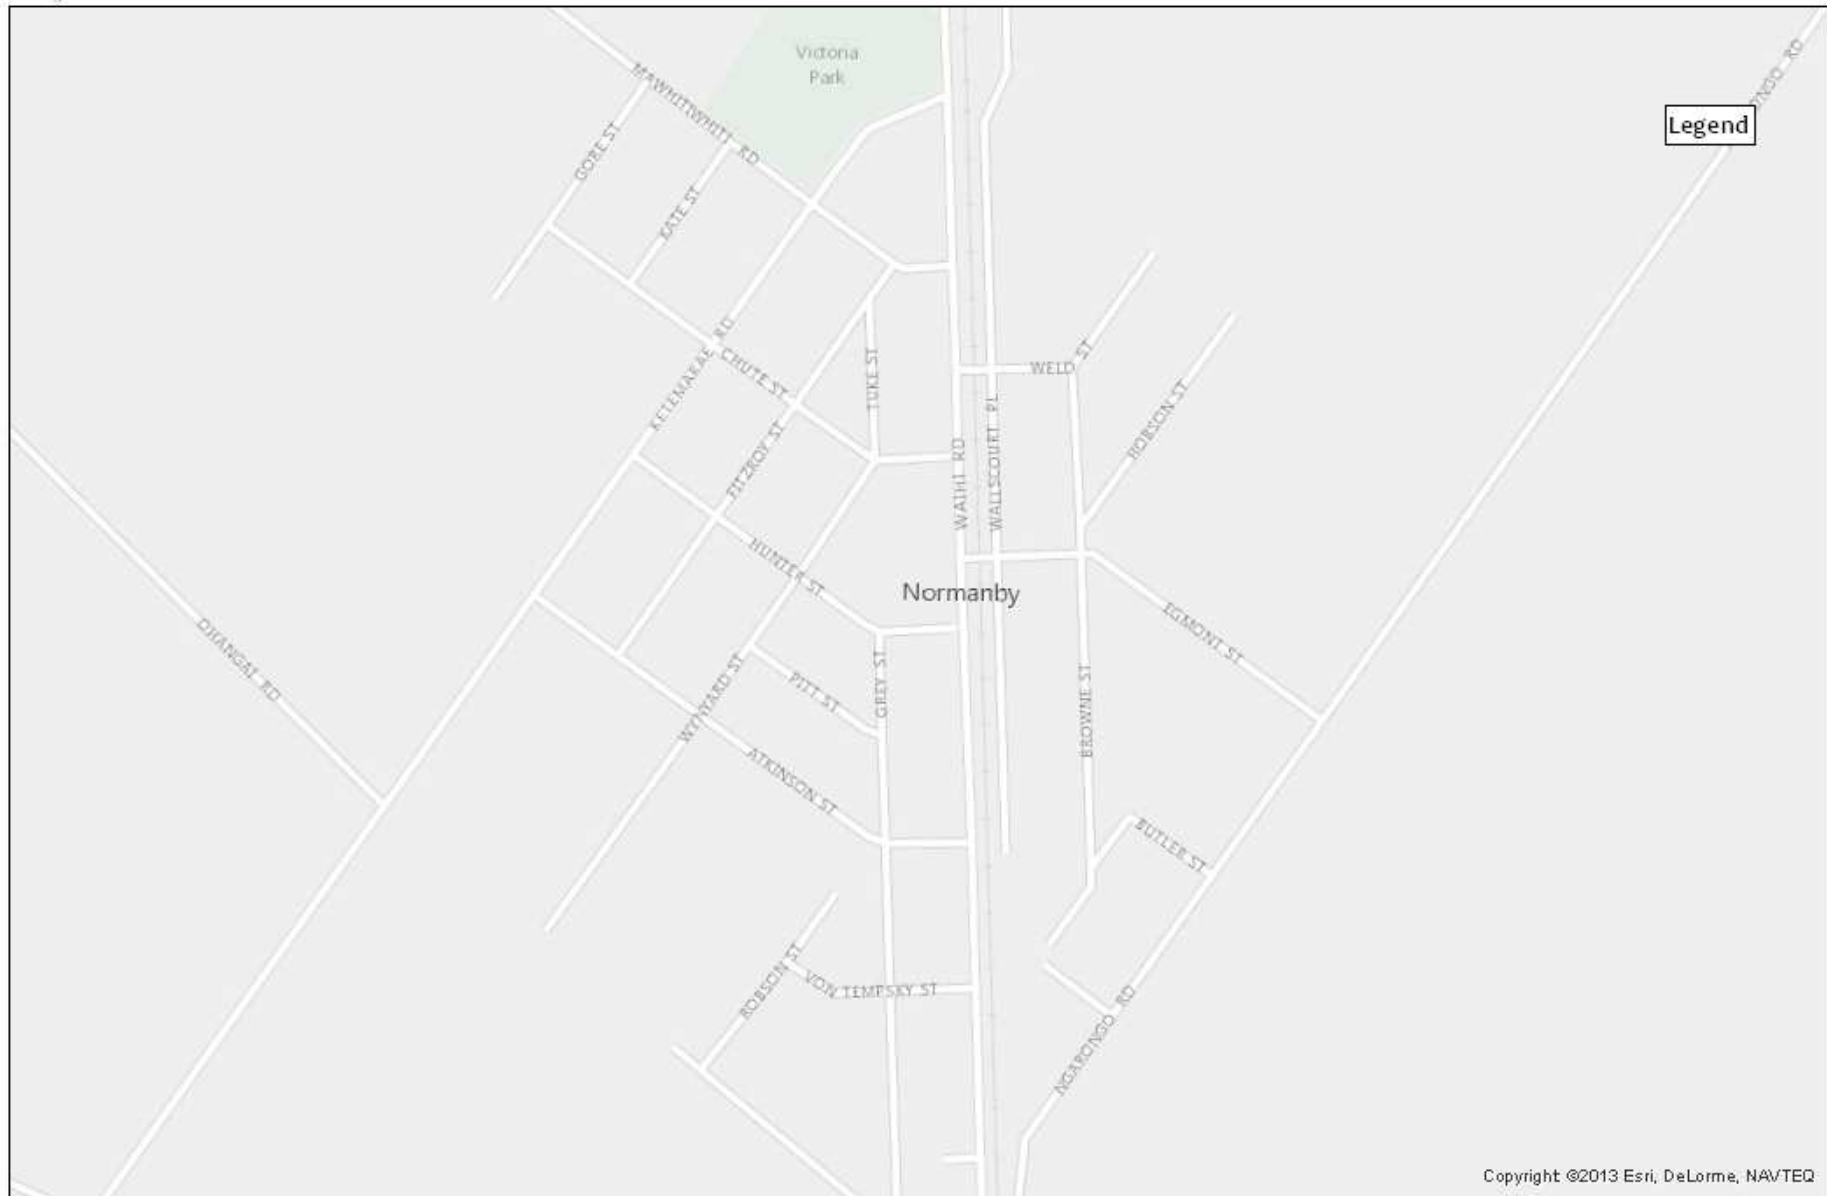 Victoria
Park
MAWHITIWHITI RD
ONGO RD
Legend
GORE ST
KATE ST
KETEMARAE RD
CHUTE ST
TUKE ST
WELD ST
HOBSON ST
FITZROY ST
WAIHI RD
WALLSCOURT PL
HUNTER ST
Normanby
EGMONT ST
OHANGAI RD
WYNYARD ST
PITT ST
GREY ST
BROWNE ST
ATKINSON ST
BUTLER ST
ROBSON ST
VON TEMPSKY ST
NGARONGO RD
Copyright ©2013 Esri, DeLorme, NAVTEQ